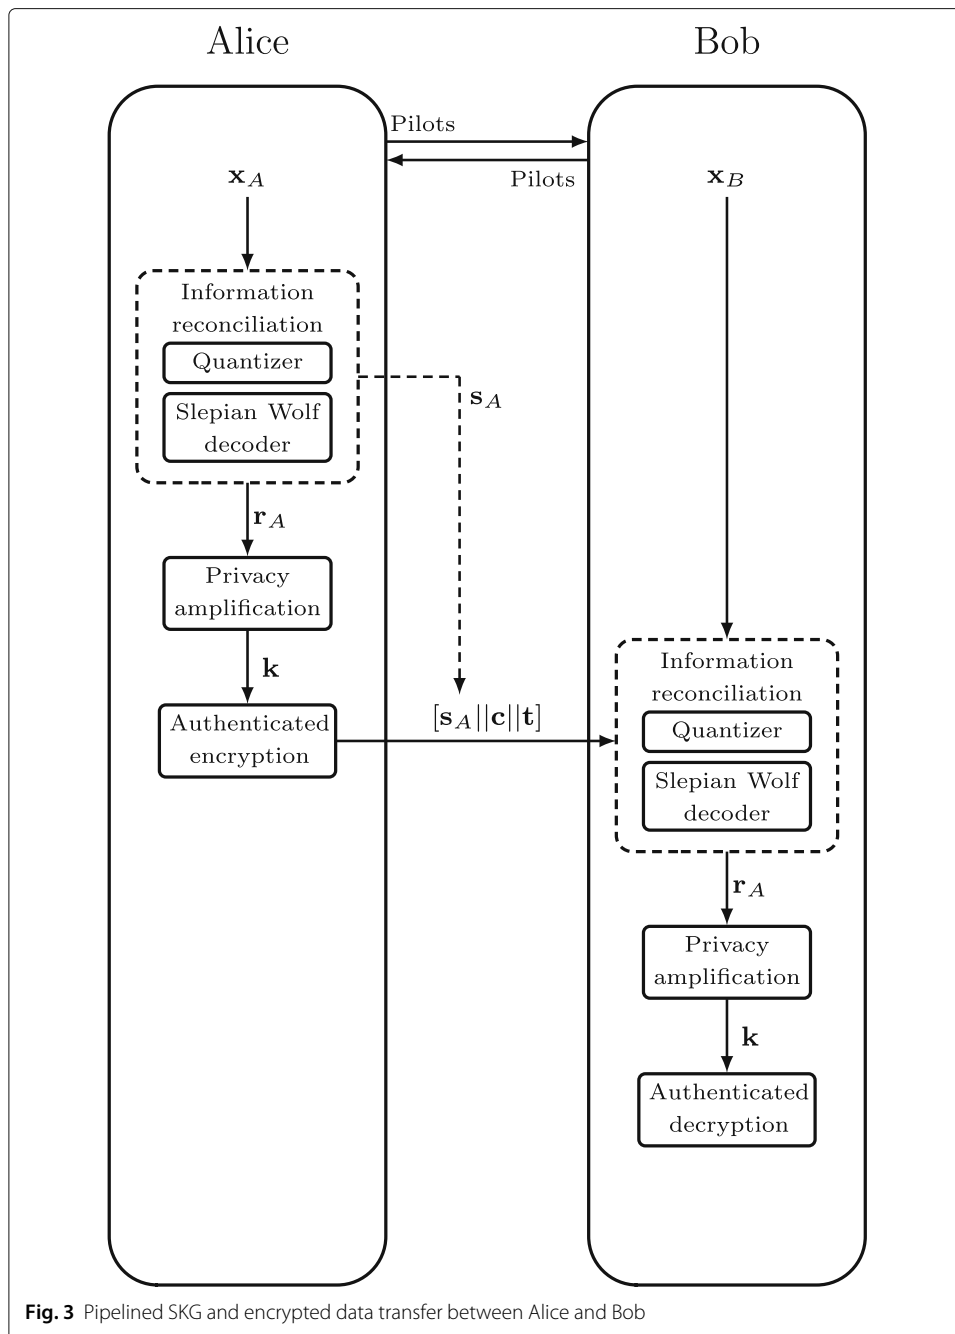 Alice
Bob
Pilots
Pilots
x_A
x_B
Information
reconciliation
Quantizer
Slepian Wolf
decoder
s_A
r_A
Privacy
amplification
k
Authenticated
encryption
[s_A||c||t]
Information
reconciliation
Quantizer
Slepian Wolf
decoder
r_A
Privacy
amplification
k
Authenticated
decryption
Fig. 3 Pipelined SKG and encrypted data transfer between Alice and Bob